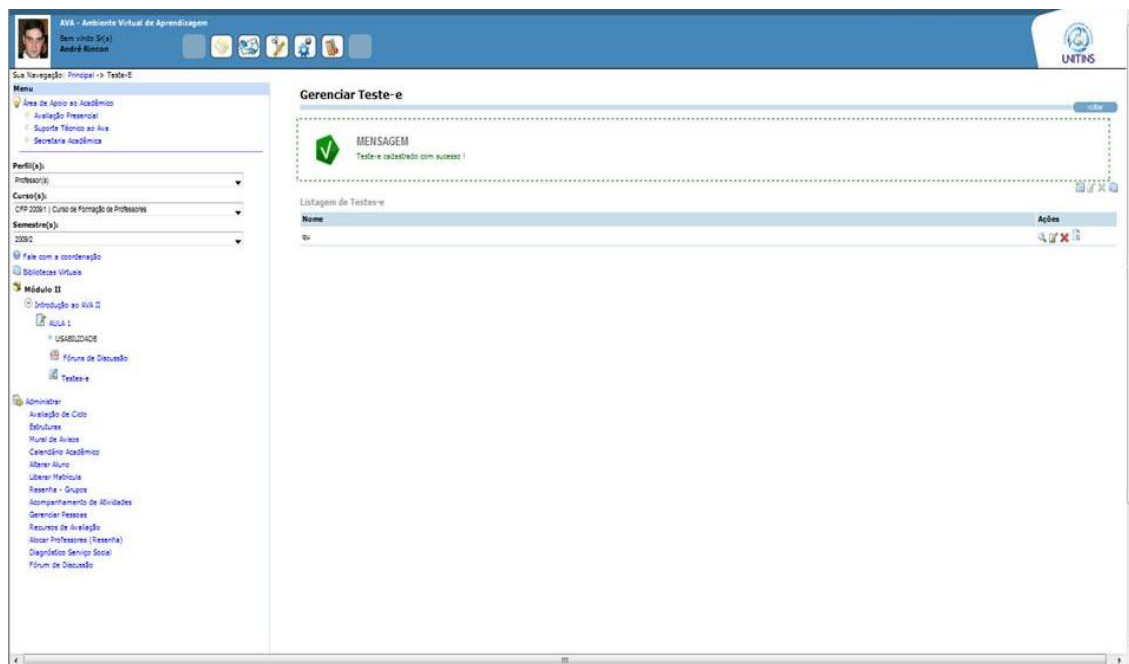 AVA - Ambiente Virtual de Aprendizagem
Bem vindo Sr(a)
André Rincon
UNITINS
Sua Navegação: Principal -> Teste-E
Menu
Área de Apoio ao Acadêmico
Avaliação Presencial
Suporte Técnico ao Ava
Secretaria Acadêmica
Perfil(s):
Professor(a)
Curso(s):
CFP 2009/1 | Curso de Formação de Professores
Semestre(s):
2009/2
Fale com a coordenação
Bibliotecas Virtuais
Módulo II
Introdução ao AVA II
AULA 1
USABILIDADE
Fóruns de Discussão
Testes-e
Administrar
Avaliação de Ciclo
Estruturas
Mural de Avisos
Calendário Acadêmico
Alterar Aluno
Liberar Matrícula
Resenha - Grupos
Acompanhamento de Atividades
Gerenciar Pessoas
Recursos de Avaliação
Alocar Professores (Resenha)
Diagnóstico Serviço Social
Fórum de Discussão
Gerenciar Teste-e
voltar
MENSAGEM
Teste-e cadastrado com sucesso !
Listagem de Testes-e
Nome Ações